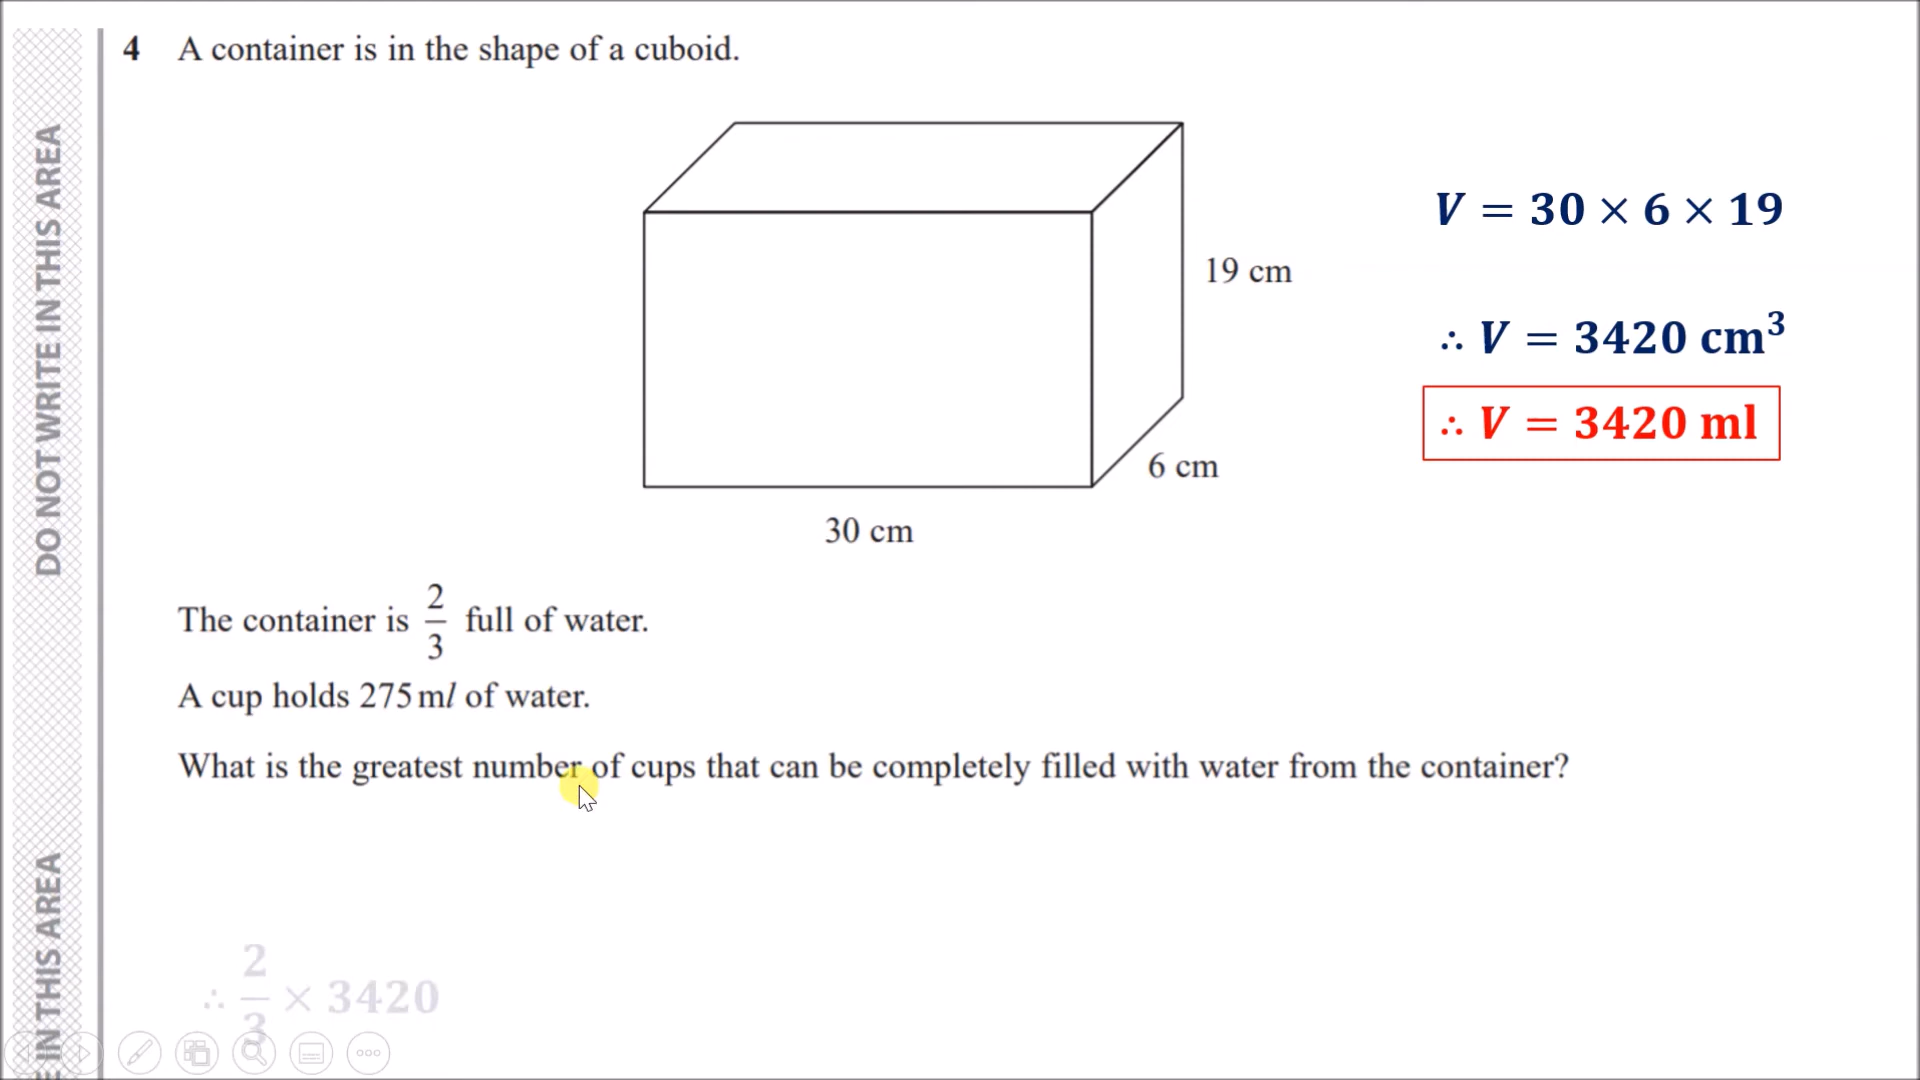 DO NOT WRITE IN THIS AREA
4 A container is in the shape of a cuboid.
19 cm
6 cm
30 cm
V = 30 × 6 × 19
∴ V = 3420 cm³
∴ V = 3420 ml
The container is 2/3 full of water.
A cup holds 275 ml of water.
What is the greatest number of cups that can be completely filled with water from the container?
∴ 2/3 × 3420
IN THIS AREA